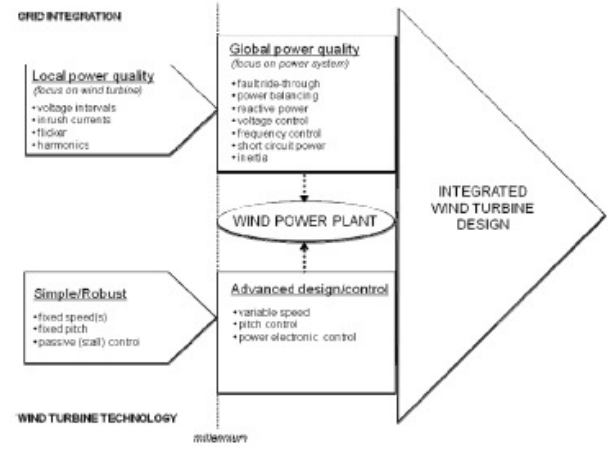 GRID INTEGRATION
Local power quality
(focus on wind turbine)
•voltage intervals
•inrush currents
•flicker
•harmonics
Global power quality
(focus on power system)
•fault ride-through
•power balancing
•reactive power
•voltage control
•frequency control
•short circuit power
•inertia
WIND POWER PLANT
INTEGRATED
WIND TURBINE
DESIGN
Simple/Robust
•fixed speed(s)
•fixed pitch
•passive (stall) control
Advanced design/control
•variable speed
•pitch control
•power electronic control
WIND TURBINE TECHNOLOGY
millennium